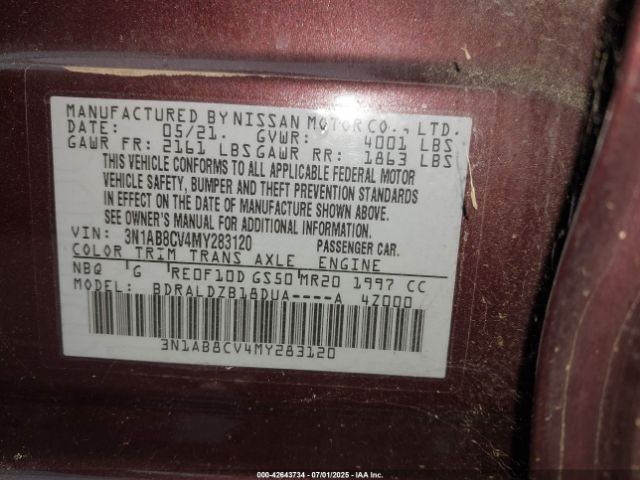 MANUFACTURED BY NISSAN MOTOR CO., LTD.
DATE: 05/21. GVWR: 4001 LBS
GAWR FR: 2161 LBS GAWR RR: 1863 LBS
THIS VEHICLE CONFORMS TO ALL APPLICABLE FEDERAL MOTOR
VEHICLE SAFETY, BUMPER AND THEFT PREVENTION STANDARDS
IN EFFECT ON THE DATE OF MANUFACTURE SHOWN ABOVE.
SEE OWNER'S MANUAL FOR ADDITIONAL INFORMATION.
VIN: 3N1AB8CV4MY283120 PASSENGER CAR.
COLOR TRIM TRANS AXLE ENGINE
NBQ G RE0F10D GS50 MR20 1997 CC
MODEL: BDRALDZB18DUA----A 4Z000
3N1AB8CV4MY283120
000-42643734 | 07/01/2025 | IAA Inc.